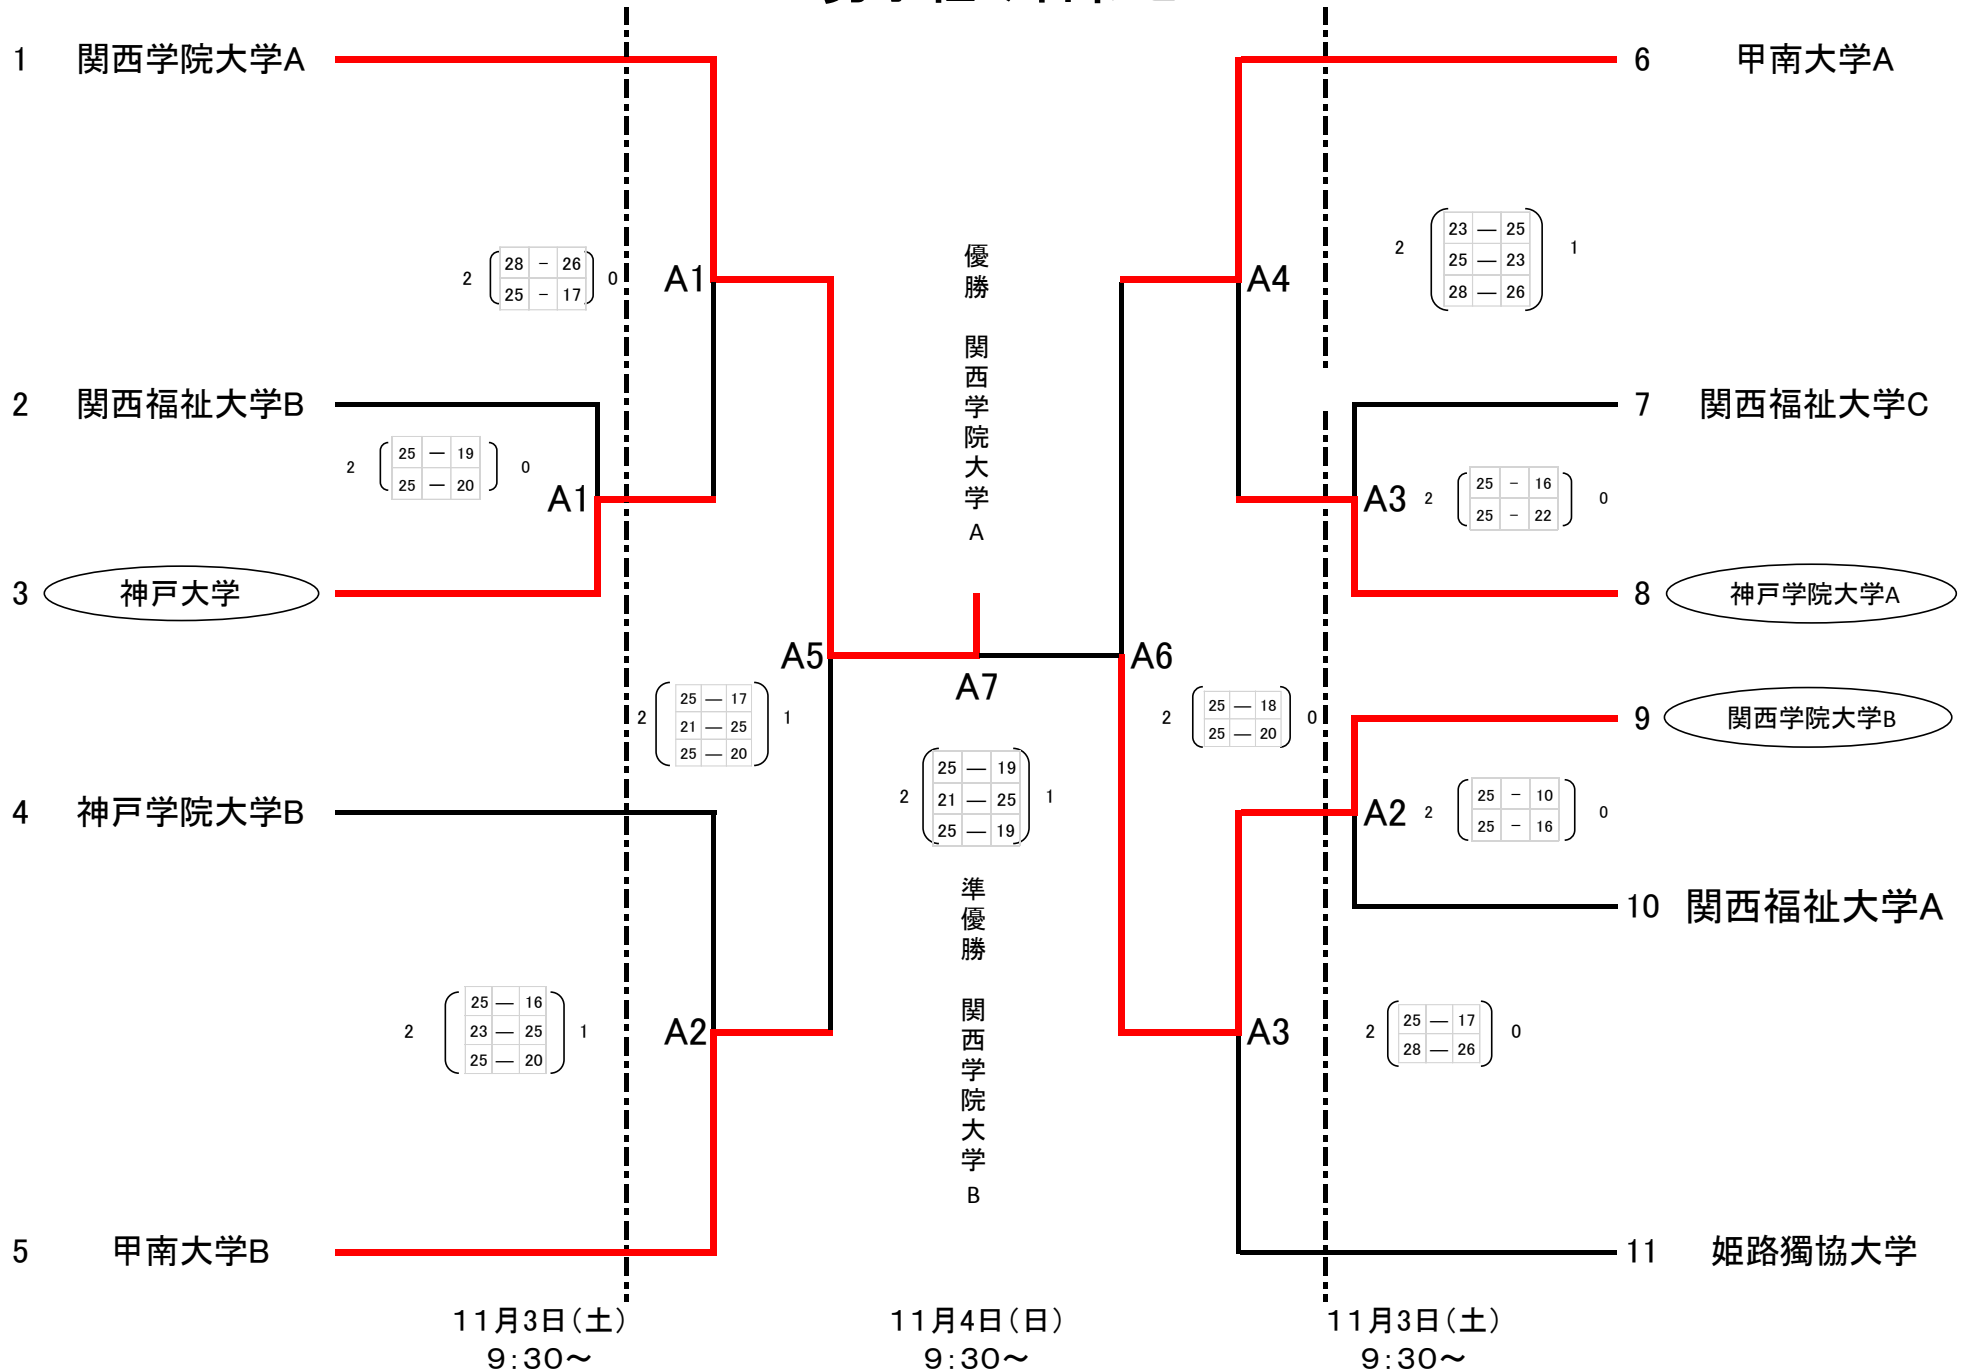 1 関西学院大学A
6 甲南大学A
2 ( 28 - 26 ) 0
25 - 17
A1
A4
2 ( 23 — 25 ) 1
25 — 23
28 — 26
優勝 関西学院大学A
2 関西福祉大学B
7 関西福祉大学C
2 ( 25 — 19 ) 0
25 — 20
A1
A3
2 ( 25 - 16 ) 0
25 - 22
3 神戸大学
8 神戸学院大学A
A5
A7
A6
2 ( 25 — 17 ) 1
21 — 25
25 — 20
2 ( 25 — 18 ) 0
25 — 20
9 関西学院大学B
2 ( 25 — 19 ) 1
21 — 25
25 — 19
4 神戸学院大学B
A2
2 ( 25 - 10 ) 0
25 - 16
10 関西福祉大学A
準優勝 関西学院大学B
2 ( 25 — 16 ) 1
23 — 25
25 — 20
A2
A3
2 ( 25 — 17 ) 0
28 — 26
5 甲南大学B
11 姫路獨協大学
11月3日(土)
9:30～
11月4日(日)
9:30～
11月3日(土)
9:30～